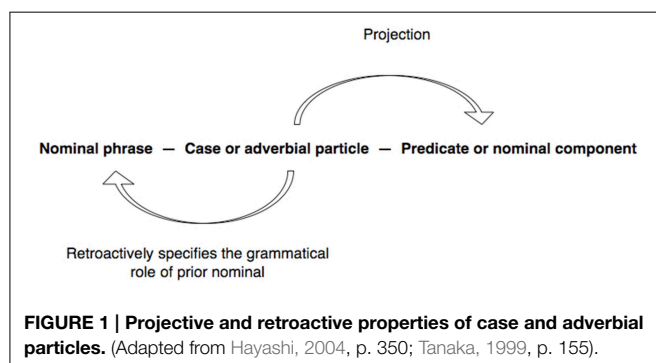 Projection
Nominal phrase — Case or adverbial particle — Predicate or nominal component
Retroactively specifies the grammatical
role of prior nominal
FIGURE 1 | Projective and retroactive properties of case and adverbial
particles. (Adapted from Hayashi, 2004, p. 350; Tanaka, 1999, p. 155).